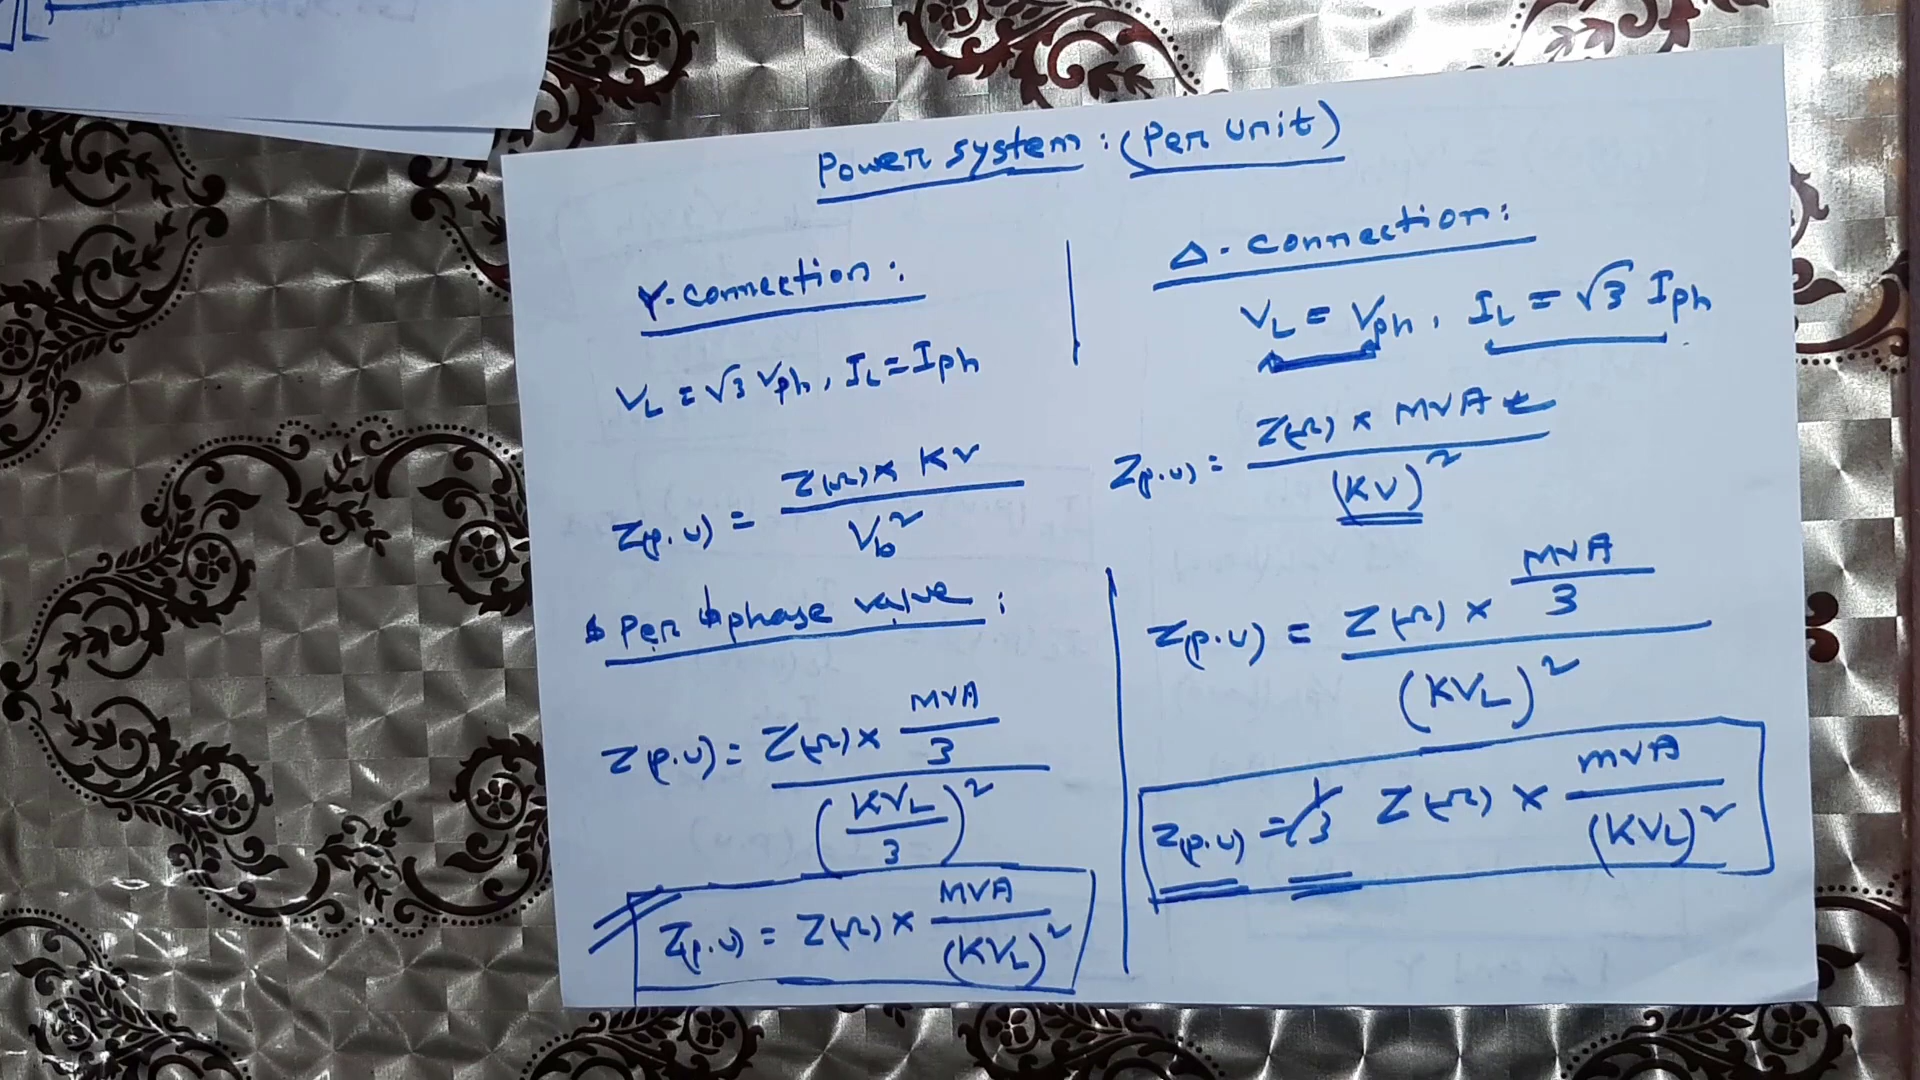 Power system: (Per unit)
Y-connection:
VL = √3 Vph, IL = Iph
Z(p.u) = Z(Ω) × KV / Vb²
Per phase value:
Z(p.u) = Z(Ω) × MVA/3 / (KVL/3)²
Z(p.u) = Z(Ω) × MVA / (KVL)²
Δ-connection:
VL = Vph, IL = √3 Iph
Z(p.u) = Z(Ω) × MVA / (KV)²
Z(p.u) = Z(Ω) × MVA/3 / (KVL)²
Z(p.u) = 1/3 Z(Ω) × MVA / (KVL)²